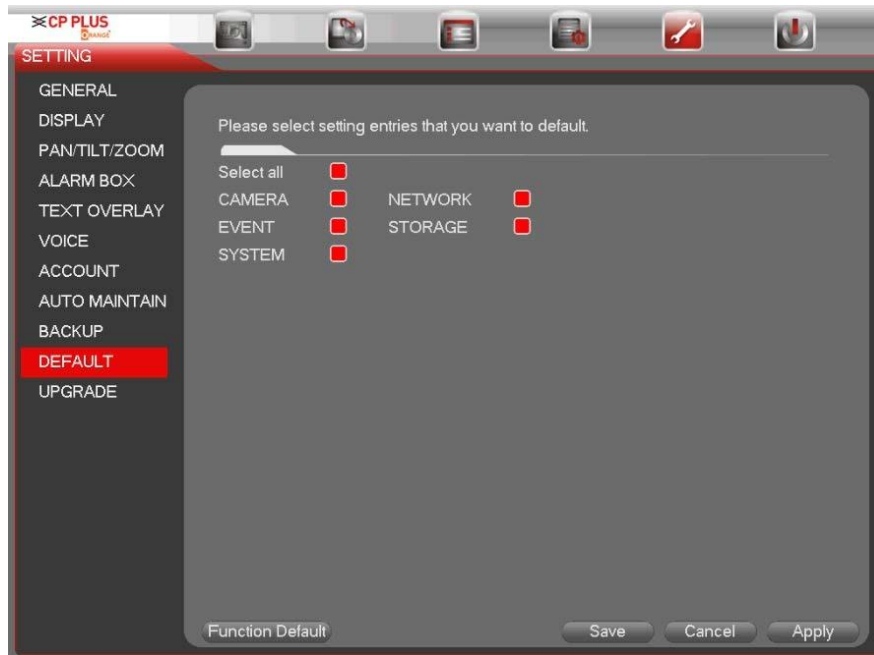 CP PLUS
ORANGE
SETTING
GENERAL
DISPLAY
PAN/TILT/ZOOM
ALARM BOX
TEXT OVERLAY
VOICE
ACCOUNT
AUTO MAINTAIN
BACKUP
DEFAULT
UPGRADE
Please select setting entries that you want to default.
Select all
CAMERA NETWORK
EVENT STORAGE
SYSTEM
Function Default Save Cancel Apply